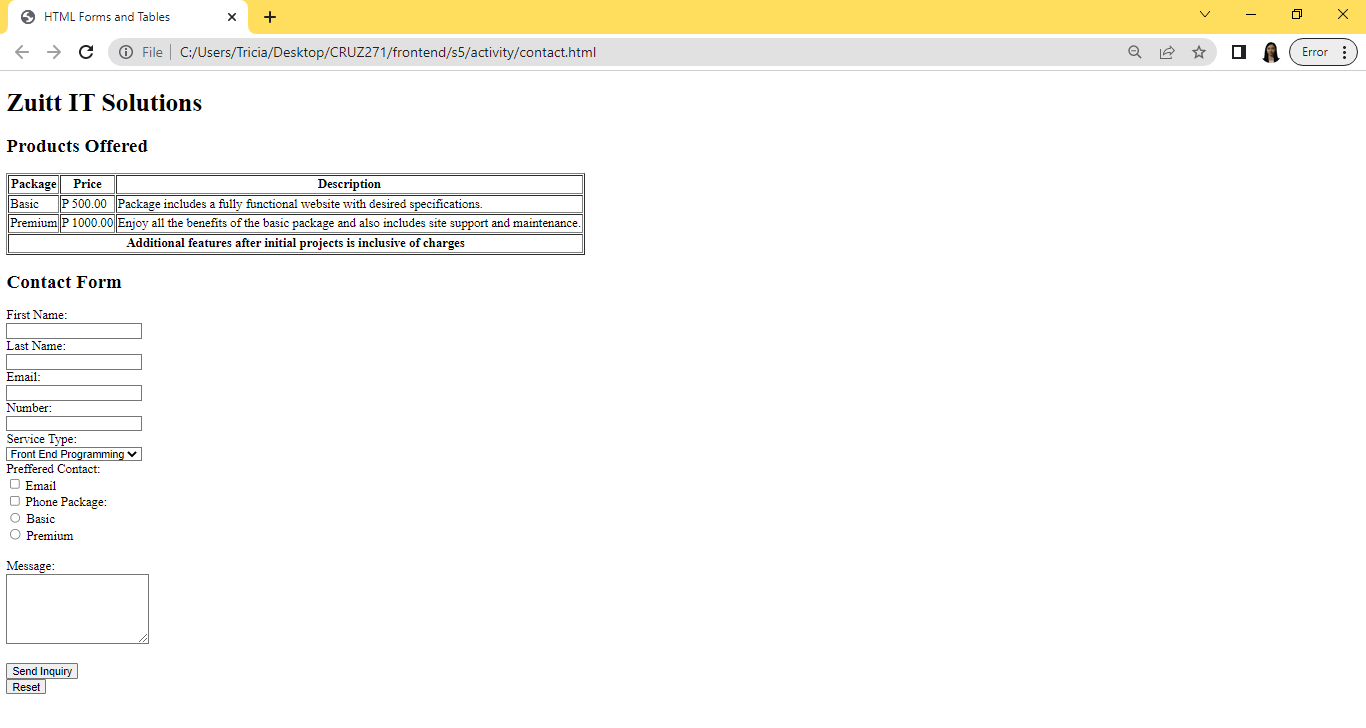 HTML Forms and Tables
File | C:/Users/Tricia/Desktop/CRUZ271/frontend/s5/activity/contact.html
Error
Zuitt IT Solutions
Products Offered
Package Price Description
Basic P 500.00 Package includes a fully functional website with desired specifications.
Premium P 1000.00 Enjoy all the benefits of the basic package and also includes site support and maintenance.
Additional features after initial projects is inclusive of charges
Contact Form
First Name:
Last Name:
Email:
Number:
Service Type:
Front End Programming
Preffered Contact:
Email
Phone Package:
Basic
Premium
Message:
Send Inquiry
Reset